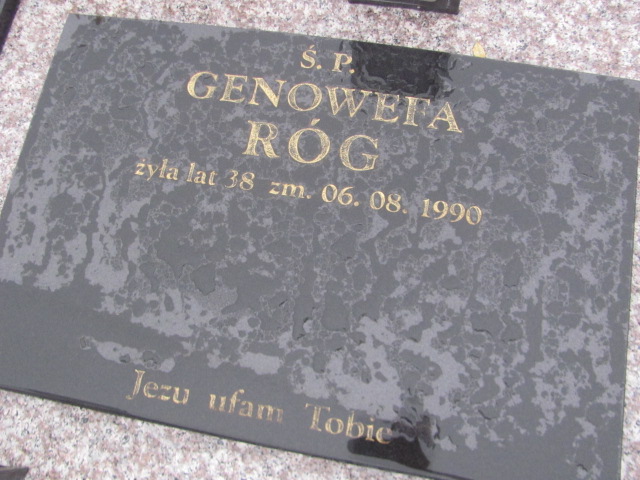 Ś. P.
GENOWEFA
RÓG
żyła lat 38 zm. 06. 08. 1990
Jezu ufam Tobie